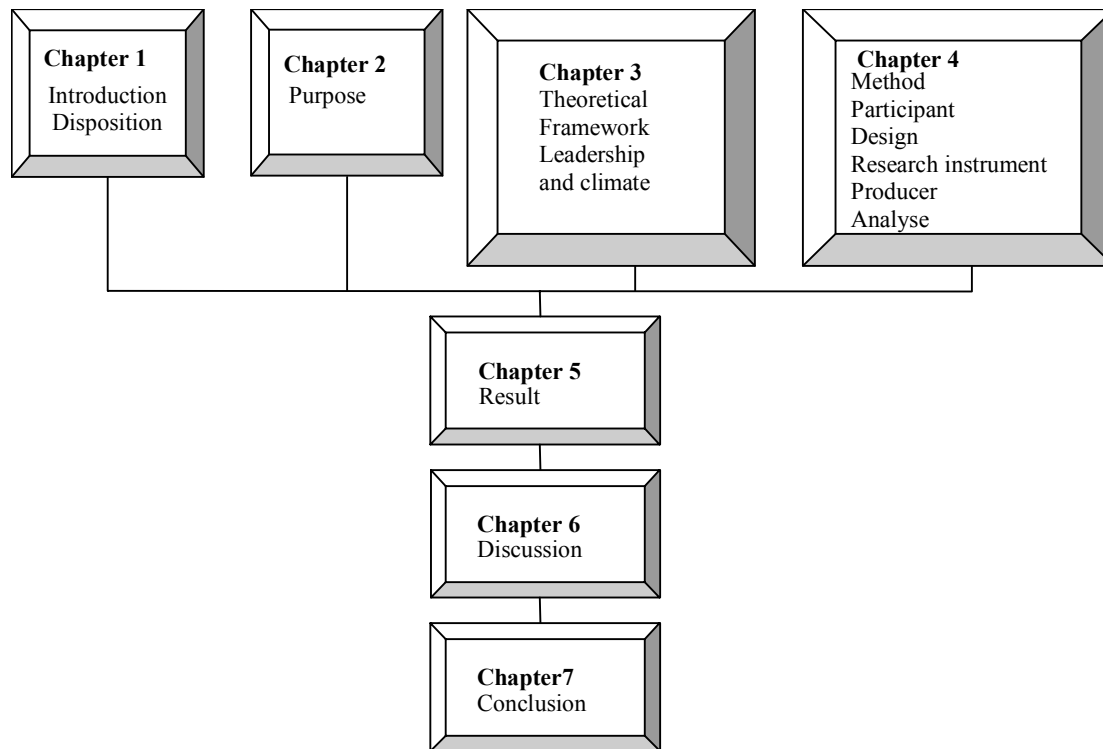 Chapter 1
Introduction
Disposition
Chapter 2
Purpose
Chapter 3
Theoretical
Framework
Leadership
and climate
Chapter 4
Method
Participant
Design
Research instrument
Producer
Analyse
Chapter 5
Result
Chapter 6
Discussion
Chapter7
Conclusion